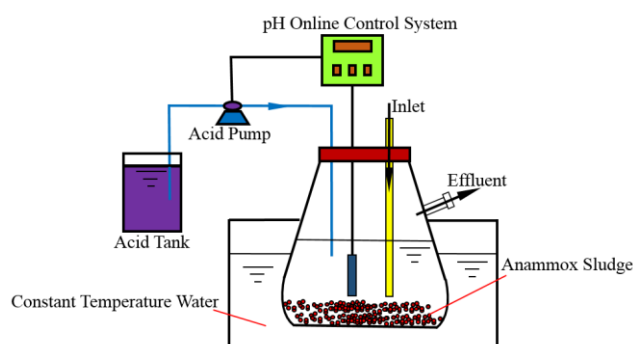 pH Online Control System
Inlet
Acid Pump
Effluent
Acid Tank
Anammox Sludge
Constant Temperature Water